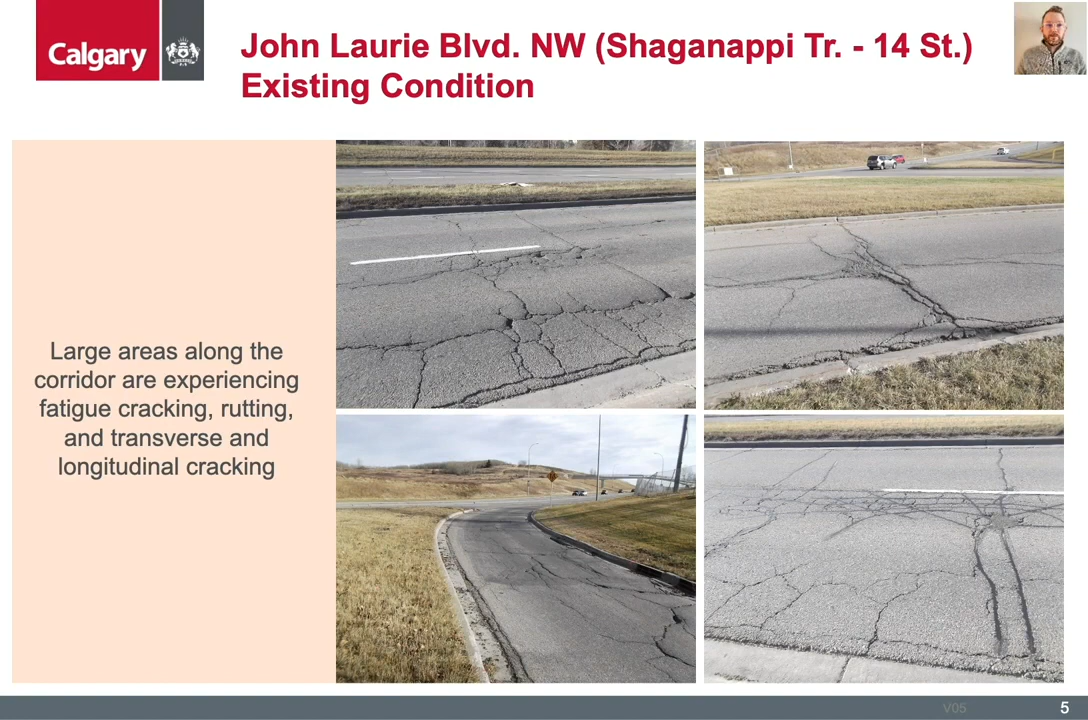 Calgary
John Laurie Blvd. NW (Shaganappi Tr. - 14 St.)
Existing Condition
Large areas along the
corridor are experiencing
fatigue cracking, rutting,
and transverse and
longitudinal cracking
V05
5